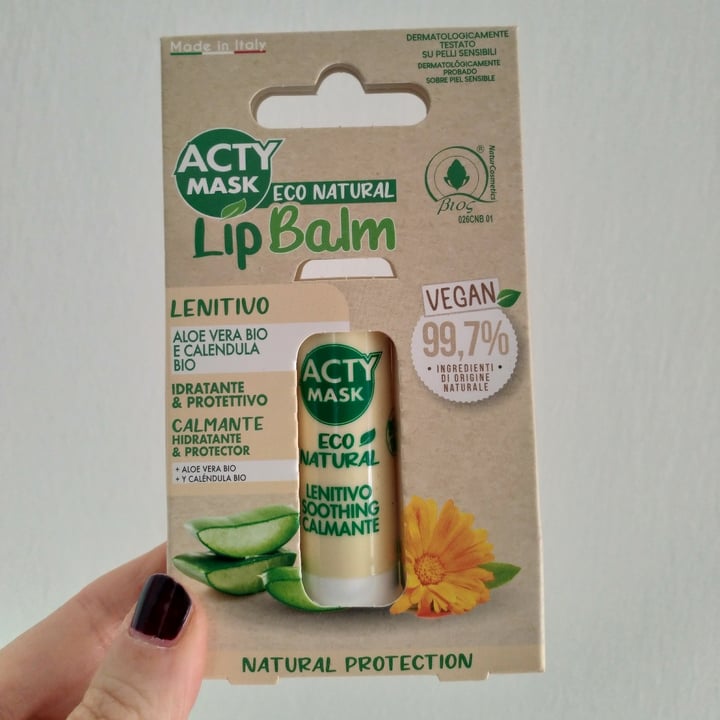 Made in Italy
DERMATOLOGICAMENTE
TESTATO
SU PELLI SENSIBILI
DERMATOLÓGICAMENTE
PROBADO
SOBRE PIEL SENSIBLE
ACTY
MASK
ECO NATURAL
Lip Balm
®
NaturCosmetics
βιος
026CNB 01
LENITIVO
ALOE VERA BIO
E CALENDULA
BIO
IDRATANTE
& PROTETTIVO
CALMANTE
HIDRATANTE
& PROTECTOR
+ ALOE VERA BIO
+ Y CALÉNDULA BIO
VEGAN
99,7%
• INGREDIENTI •
DI ORIGINE
NATURALE
ACTY
MASK
ECO
NATURAL
LENITIVO
SOOTHING
CALMANTE
NATURAL PROTECTION